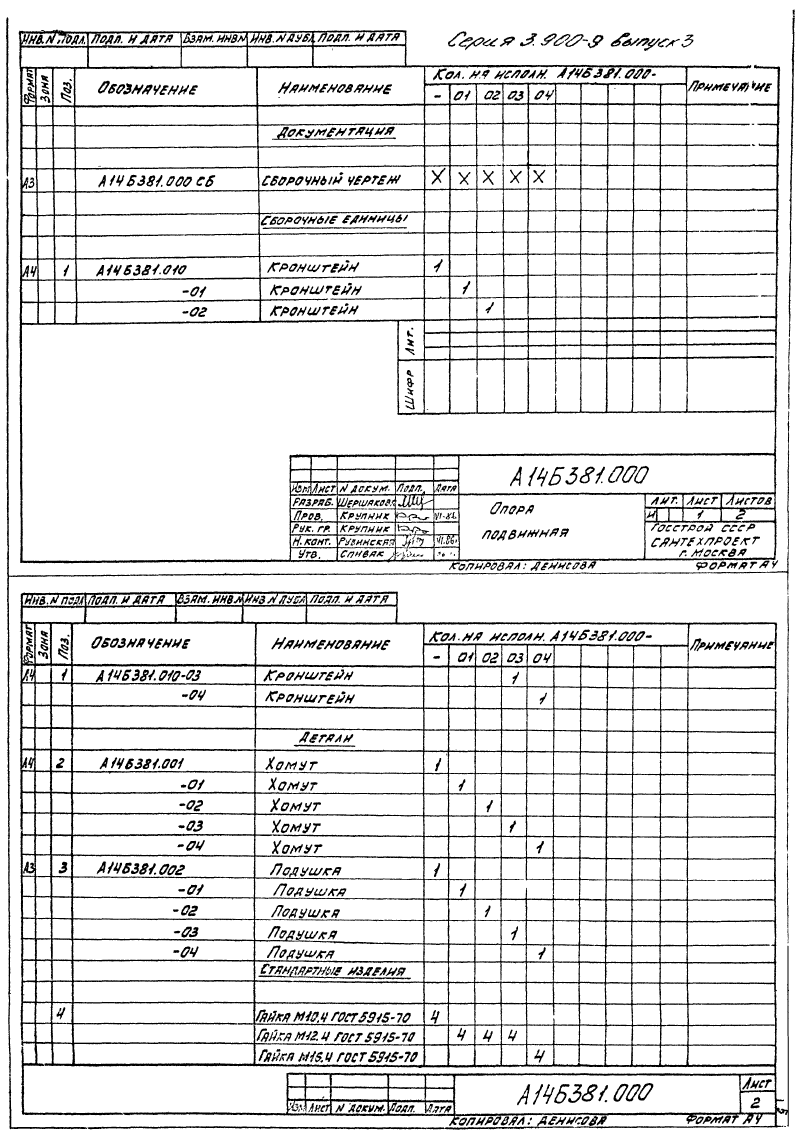 Серия 3.900-9 выпуск 3
Инв. N подл. Подп. и дата Взам. инв. N Инв. N дубл. Подп. и дата
Формат Зона Поз. Обозначение Наименование Кол. на исполн. А14Б381.000- Примечание
- 01 02 03 04
Документация
А3 А14Б381.000 СБ Сборочный чертеж X X X X X
Сборочные единицы
А4 1 А14Б381.010 Кронштейн 1
-01 Кронштейн 1
-02 Кронштейн 1
Лит.
Шифр
А14Б381.000
Изм Лист N докум. Подп. Дата
Разраб.
Пров. Крупник
Рук. гр. Крупник
Н. конт. Рубинская
Утв. Спивак
Опора
подвижная
Лит. Лист Листов
И 1 2
Госстрой СССР
Сантехпроект
г. Москва
Копировал: Денисова Формат А4
Инв. N подл Подп. и дата Взам. инв. N Инв. N дубл Подп. и дата
Формат Зона Поз. Обозначение Наименование Кол. на исполн. А14Б381.000- Примечание
- 01 02 03 04
А4 1 А14Б381.010-03 Кронштейн 1
-04 Кронштейн 1
Детали
А4 2 А14Б381.001 Хомут 1
-01 Хомут 1
-02 Хомут 1
-03 Хомут 1
-04 Хомут 1
А3 3 А14Б381.002 Подушка 1
-01 Подушка 1
-02 Подушка 1
-03 Подушка 1
-04 Подушка 1
Стандартные изделия
4 Гайка М10.4 ГОСТ 5915-70 4
Гайка М12.4 ГОСТ 5915-70 4 4 4
Гайка М16.4 ГОСТ 5915-70 4
Изм Лист N докум. Подп. Дата
А14Б381.000
Лист
2
Копировал: Денисова Формат А4